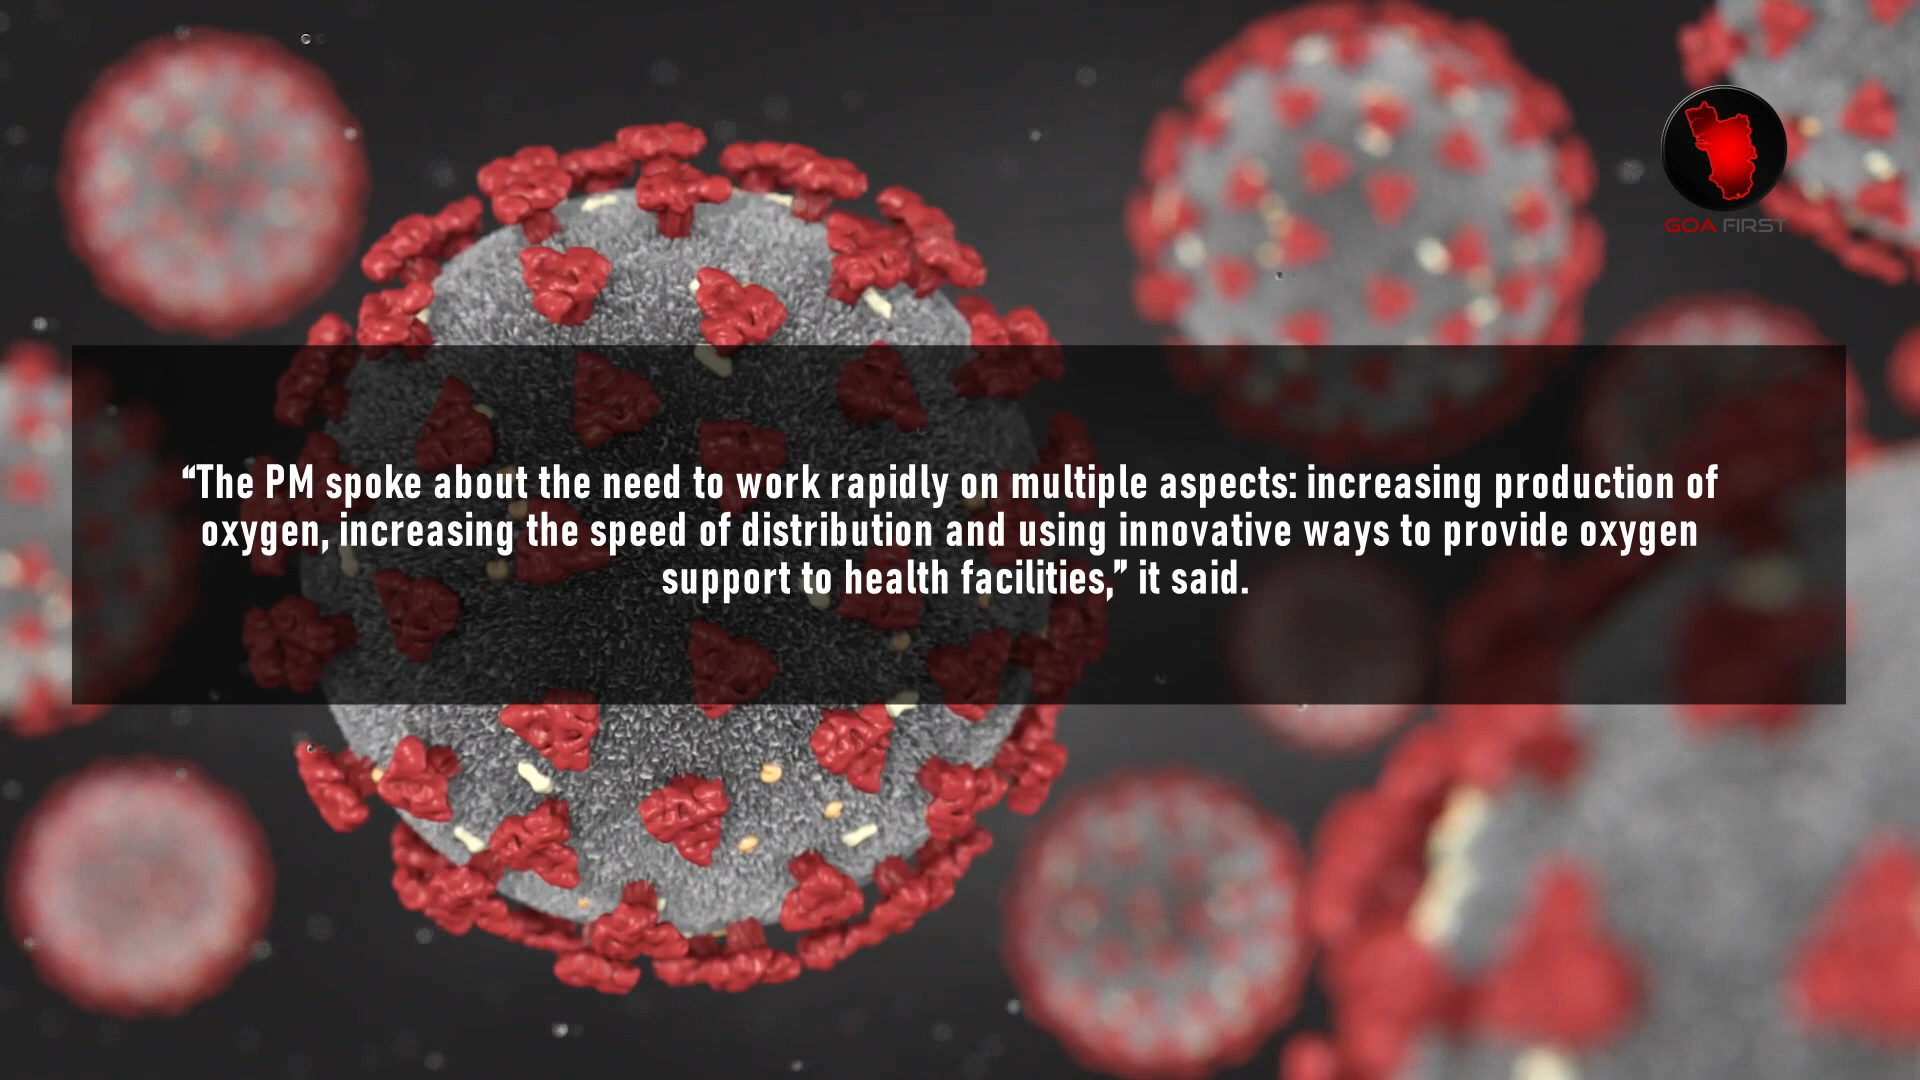 GOA FIRST
“The PM spoke about the need to work rapidly on multiple aspects: increasing production of
oxygen, increasing the speed of distribution and using innovative ways to provide oxygen
support to health facilities,” it said.